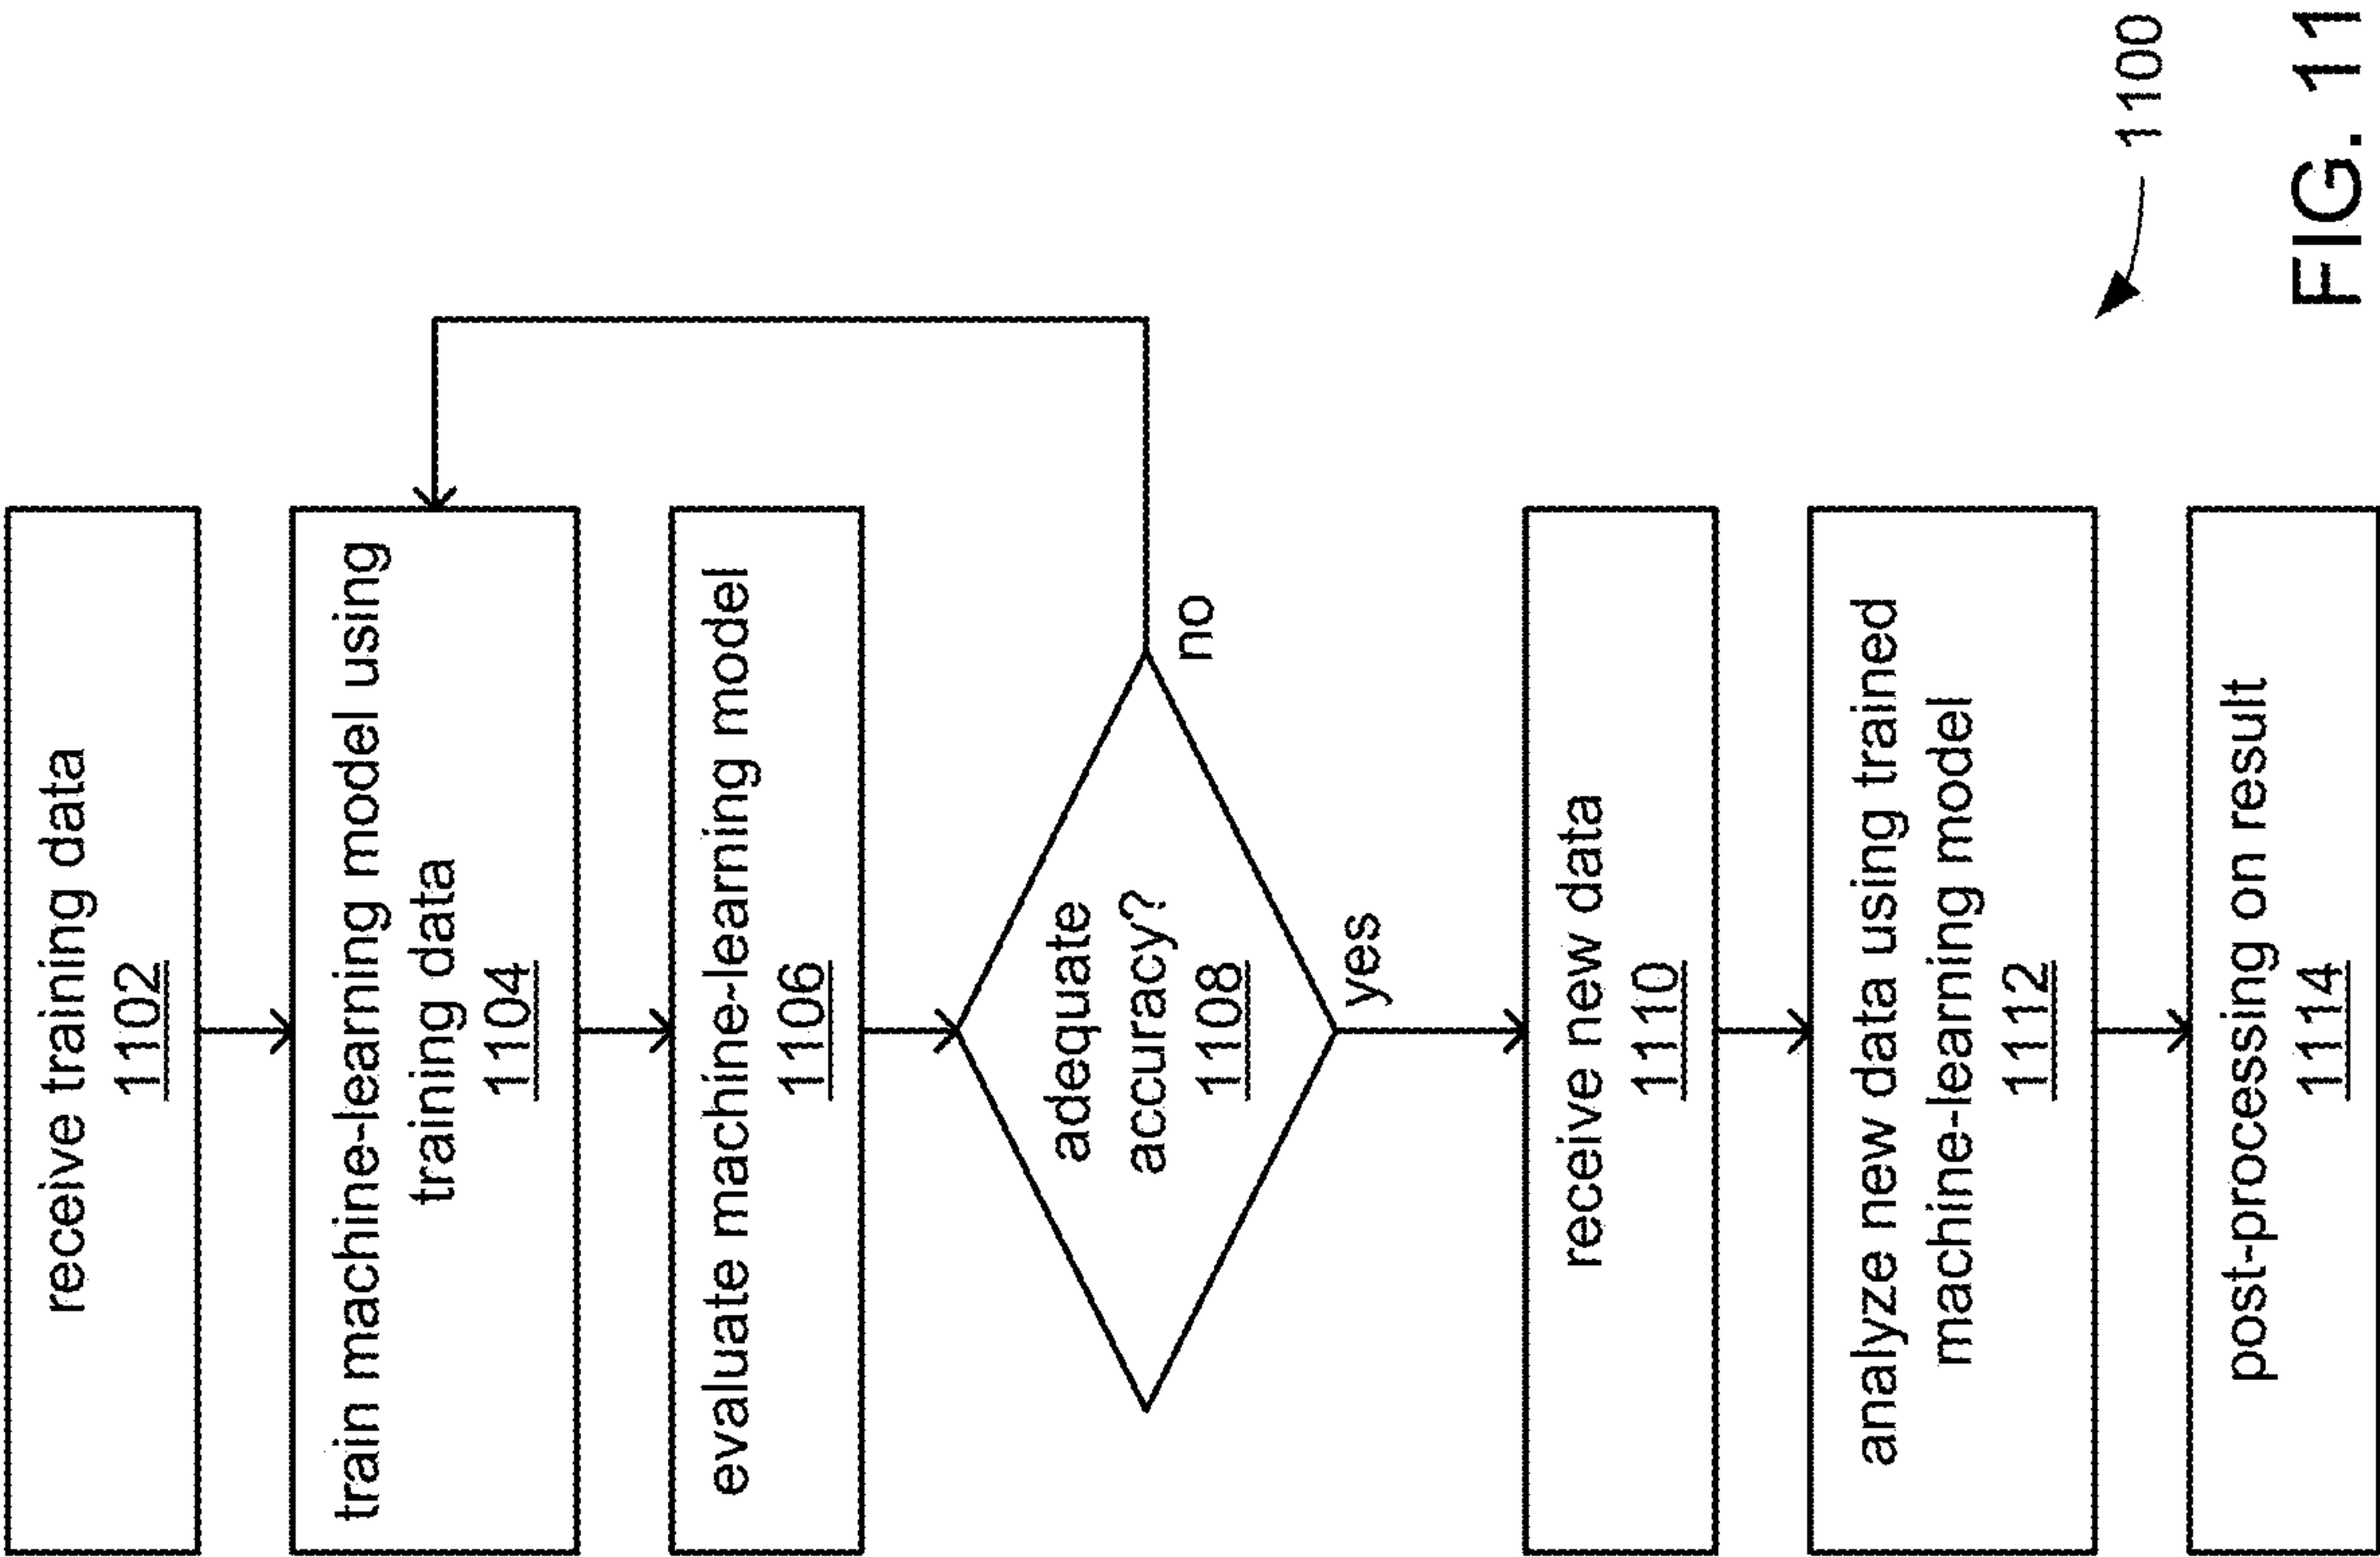 receive training data
1102
train machine-learning model using
training data
1104
evaluate machine-learning model
1106
adequate
accuracy?
1108
no
yes
receive new data
1110
analyze new data using trained
machine-learning model
1112
post-processing on result
1114
1100
FIG. 11